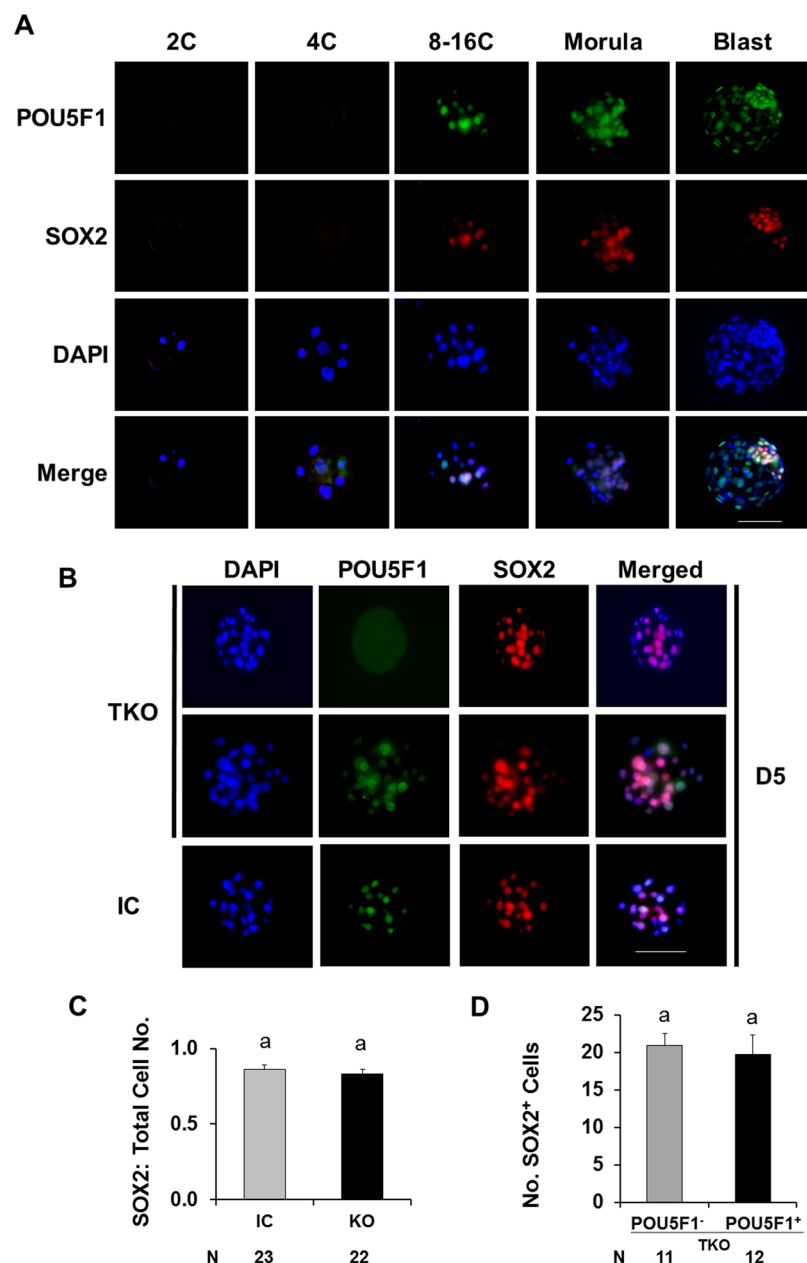 A
2C 4C 8-16C Morula Blast
POU5F1
SOX2
DAPI
Merge
B
DAPI POU5F1 SOX2 Merged
TKO
D5
IC
C
SOX2: Total Cell No.
1.0
0.5
0.0
a a
IC KO
N 23 22
D
No. SOX2+ Cells
25
20
15
10
5
0
a a
POU5F1- POU5F1+
TKO
N 11 12